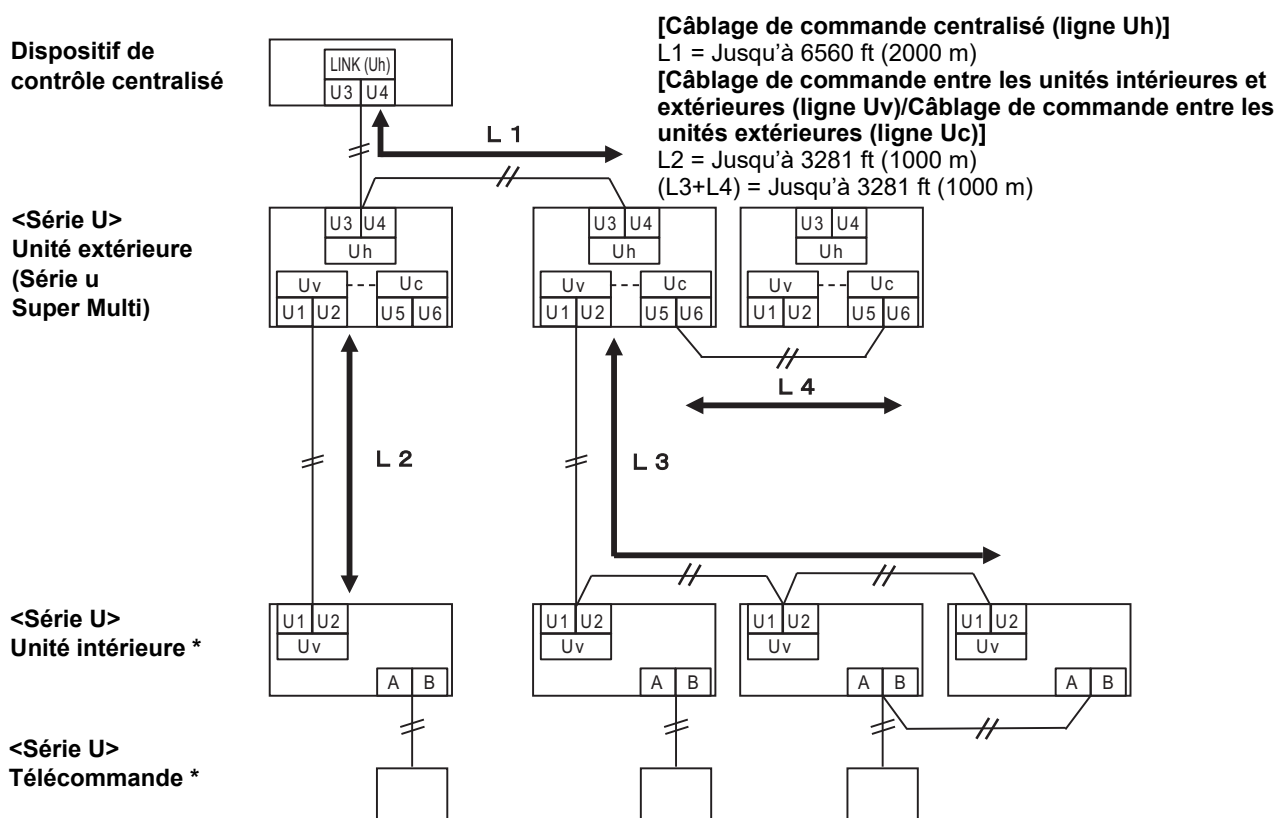 Dispositif de
contrôle centralisé
LINK (Uh)
U3 U4
[Câblage de commande centralisé (ligne Uh)]
L1 = Jusqu’à 6560 ft (2000 m)
[Câblage de commande entre les unités intérieures et
extérieures (ligne Uv)/Câblage de commande entre les
unités extérieures (ligne Uc)]
L2 = Jusqu’à 3281 ft (1000 m)
(L3+L4) = Jusqu’à 3281 ft (1000 m)
L 1
<Série U>
Unité extérieure
(Série u
Super Multi)
U3 U4
Uh
Uv Uc
U1 U2 U5 U6
U3 U4
Uh
Uv Uc
U1 U2 U5 U6
U3 U4
Uh
Uv Uc
U1 U2 U5 U6
L 4
L 2
L 3
<Série U>
Unité intérieure *
U1 U2
Uv
A B
U1 U2
Uv
A B
U1 U2
Uv
A B
U1 U2
Uv
A B
<Série U>
Télécommande *